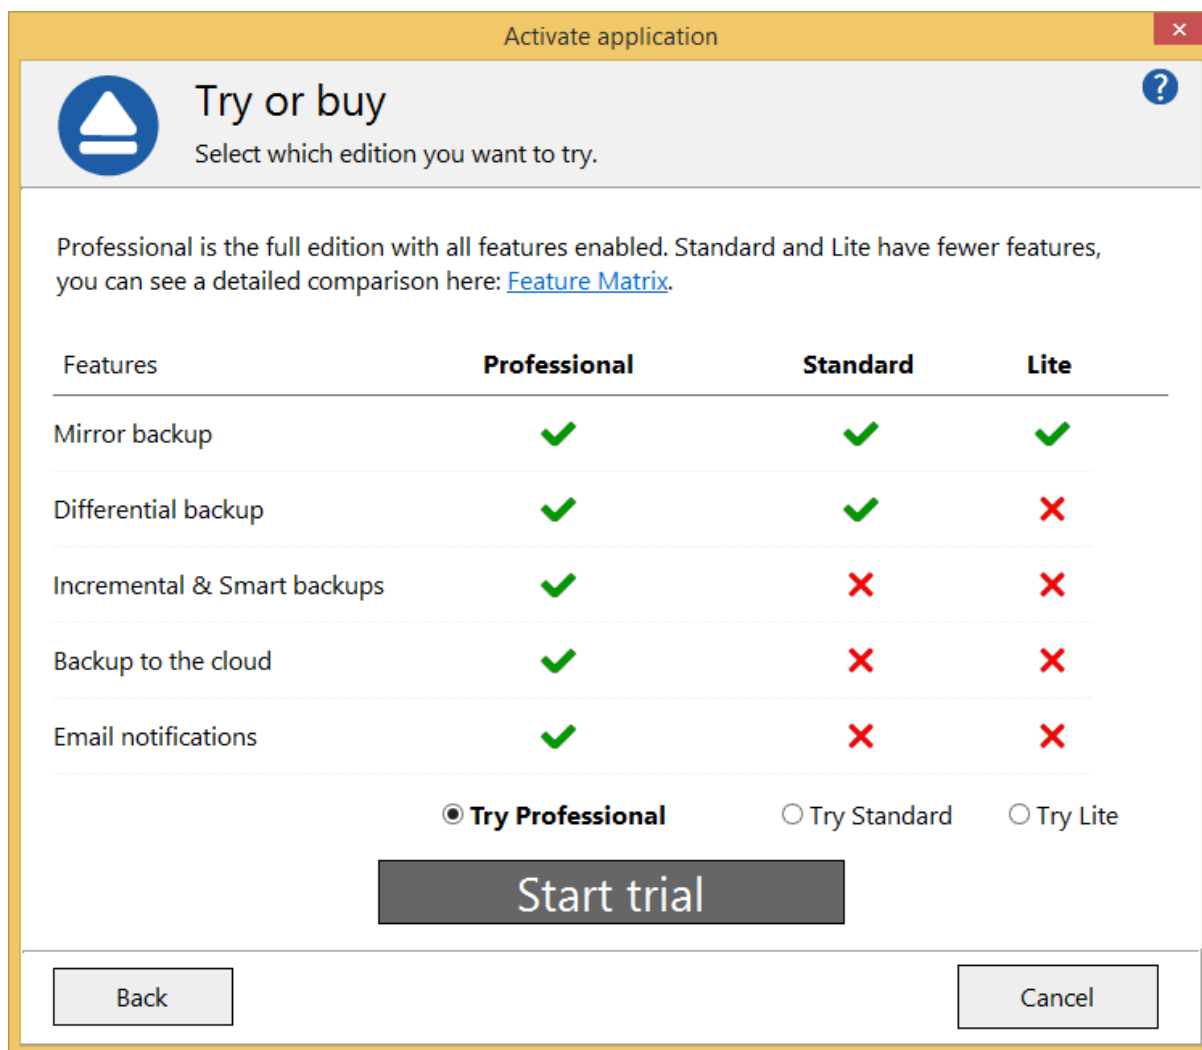 Activate application
Try or buy
Select which edition you want to try.
Professional is the full edition with all features enabled. Standard and Lite have fewer features,
you can see a detailed comparison here: Feature Matrix.
Features Professional Standard Lite
Mirror backup
Differential backup
Incremental & Smart backups
Backup to the cloud
Email notifications
Try Professional Try Standard Try Lite
Start trial
Back Cancel